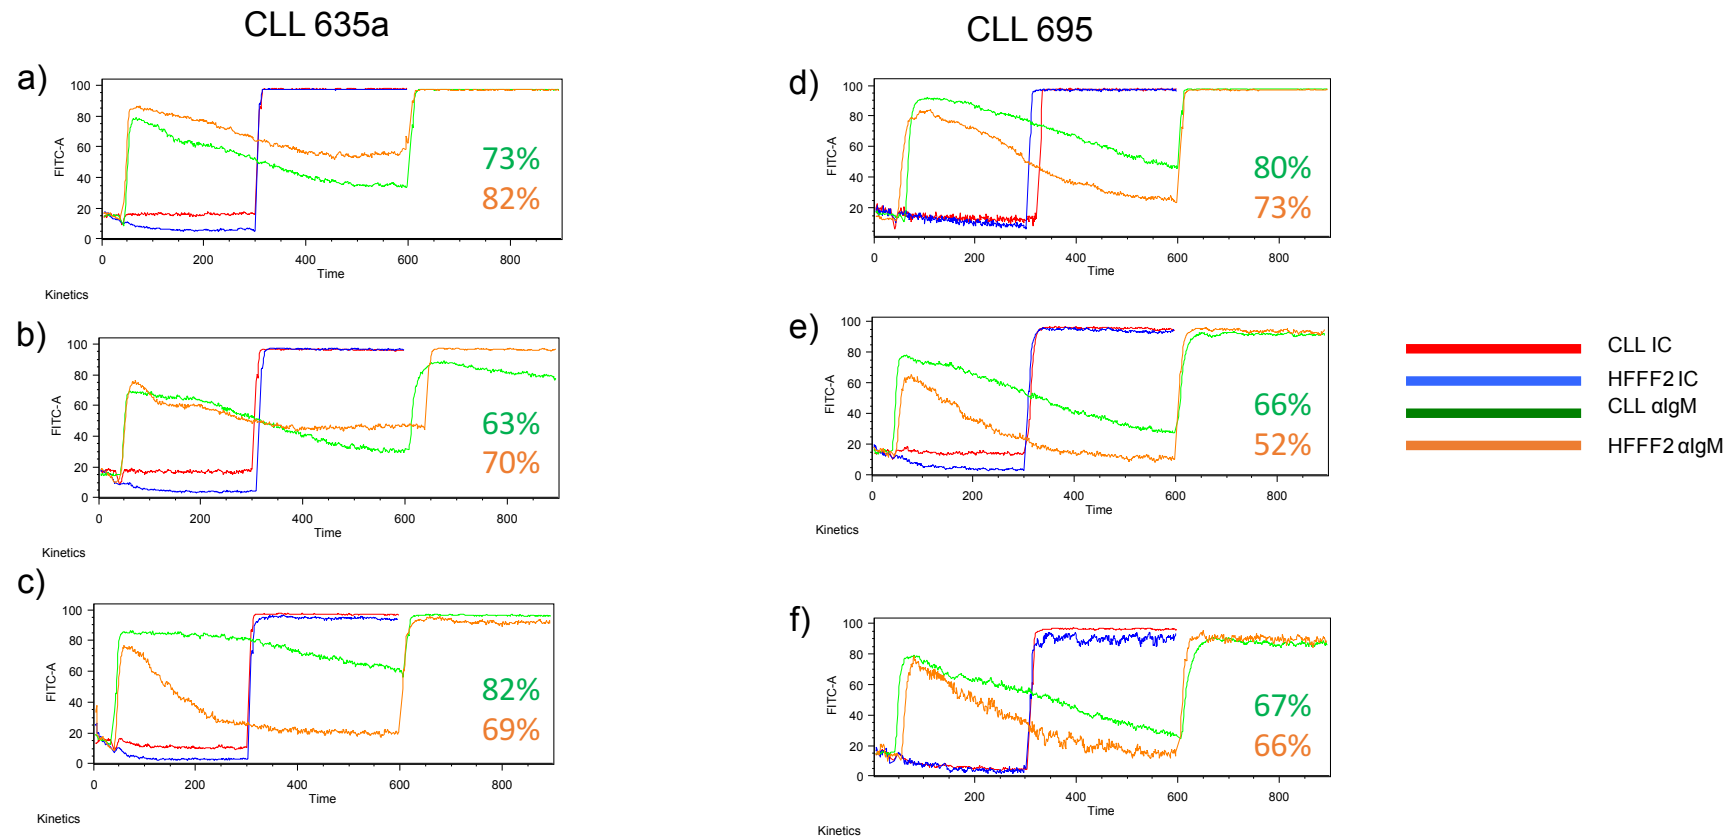 CLL 635a
CLL 695
a)
100
80
60
40
20
0
FITC-A
0 200 400 600 800
Time
Kinetics
73%
82%
b)
100
80
60
40
20
0
FITC-A
0 200 400 600 800
Time
Kinetics
63%
70%
c)
100
80
60
40
20
0
FITC-A
0 200 400 600 800
Time
Kinetics
82%
69%
d)
100
80
60
40
20
FITC-A
0 200 400 600 800
Time
80%
73%
e)
100
80
60
40
20
0
FITC-A
0 200 400 600 800
Time
Kinetics
66%
52%
f)
100
80
60
40
20
0
FITC-A
200 400 600 800
Time
Kinetics
67%
66%
CLL IC
HFFF2 IC
CLL αIgM
HFFF2 αIgM